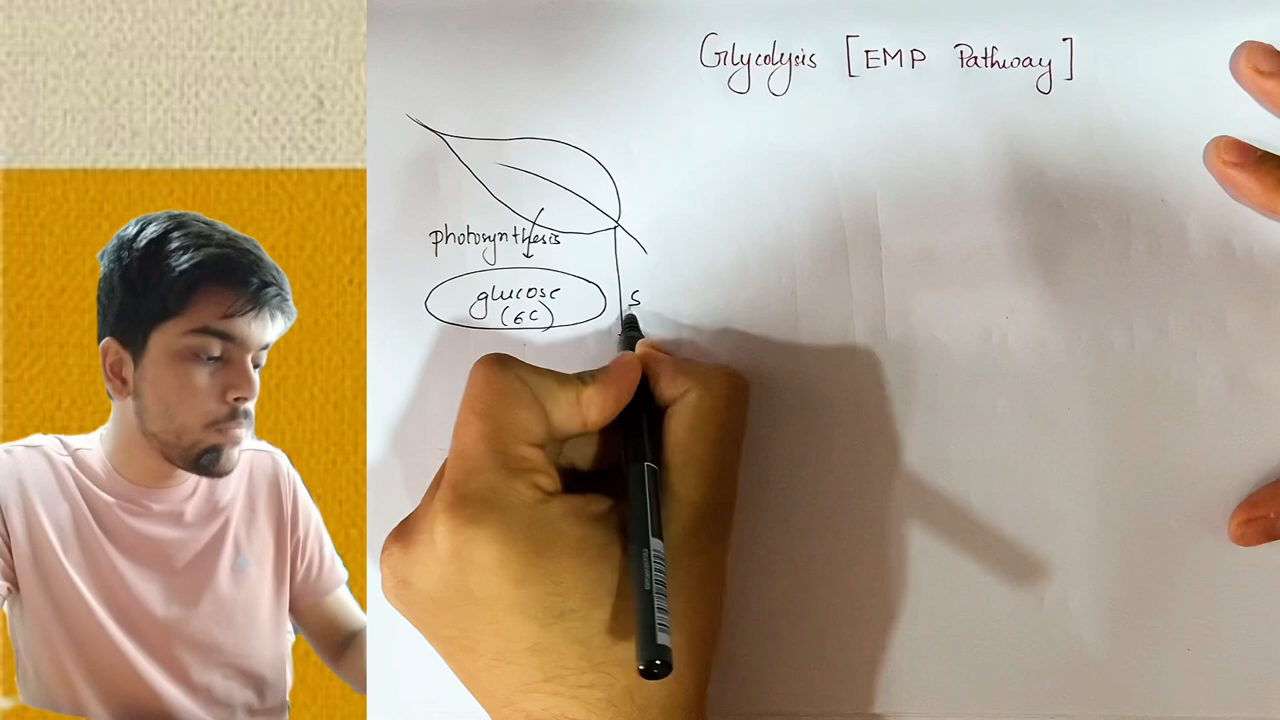 Glycolysis [EMP Pathway]
photosynthesis
glucose
(6C)
S